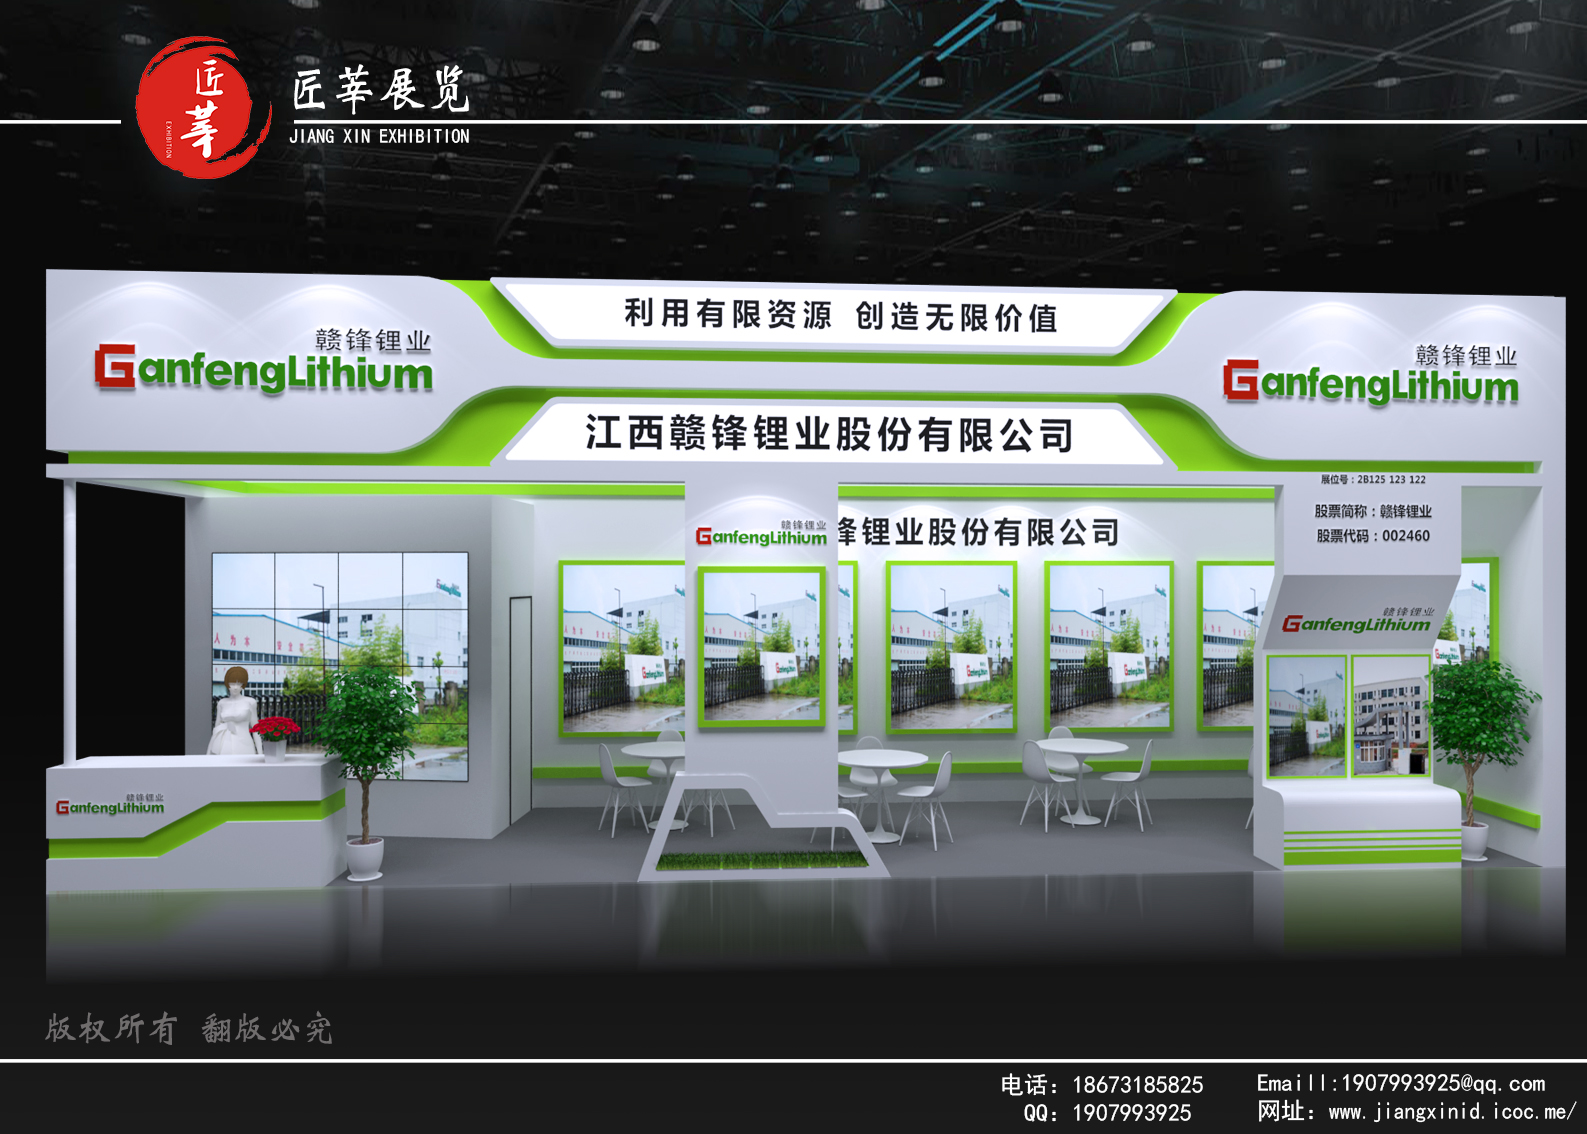 匠莘
EXHIBITION
匠莘展览
JIANG XIN EXHIBITION
利用有限资源 创造无限价值
赣锋锂业
GanfengLithium
赣锋锂业
GanfengLithium
江西赣锋锂业股份有限公司
展位号：2B125 123 122
股票简称：赣锋锂业
股票代码：002460
赣锋锂业
GanfengLithium
锋锂业股份有限公司
赣锋锂业
GanfengLithium
人为本
赣锋锂业
GanfengLithium
版权所有 翻版必究
电话：18673185825
QQ：1907993925
Emaill:1907993925@qq.com
网址：www.jiangxinid.icoc.me/